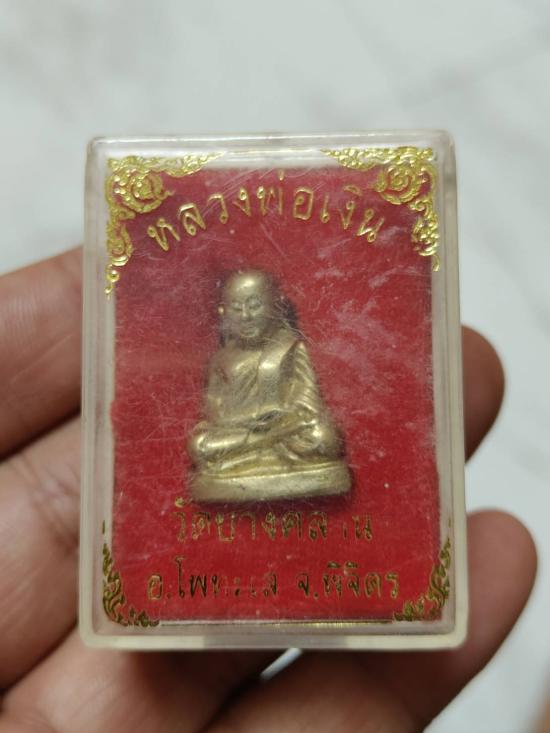 หลวงพ่อเงิน
วัดบางคลาน
อ.โพทะเล จ.พิจิตร